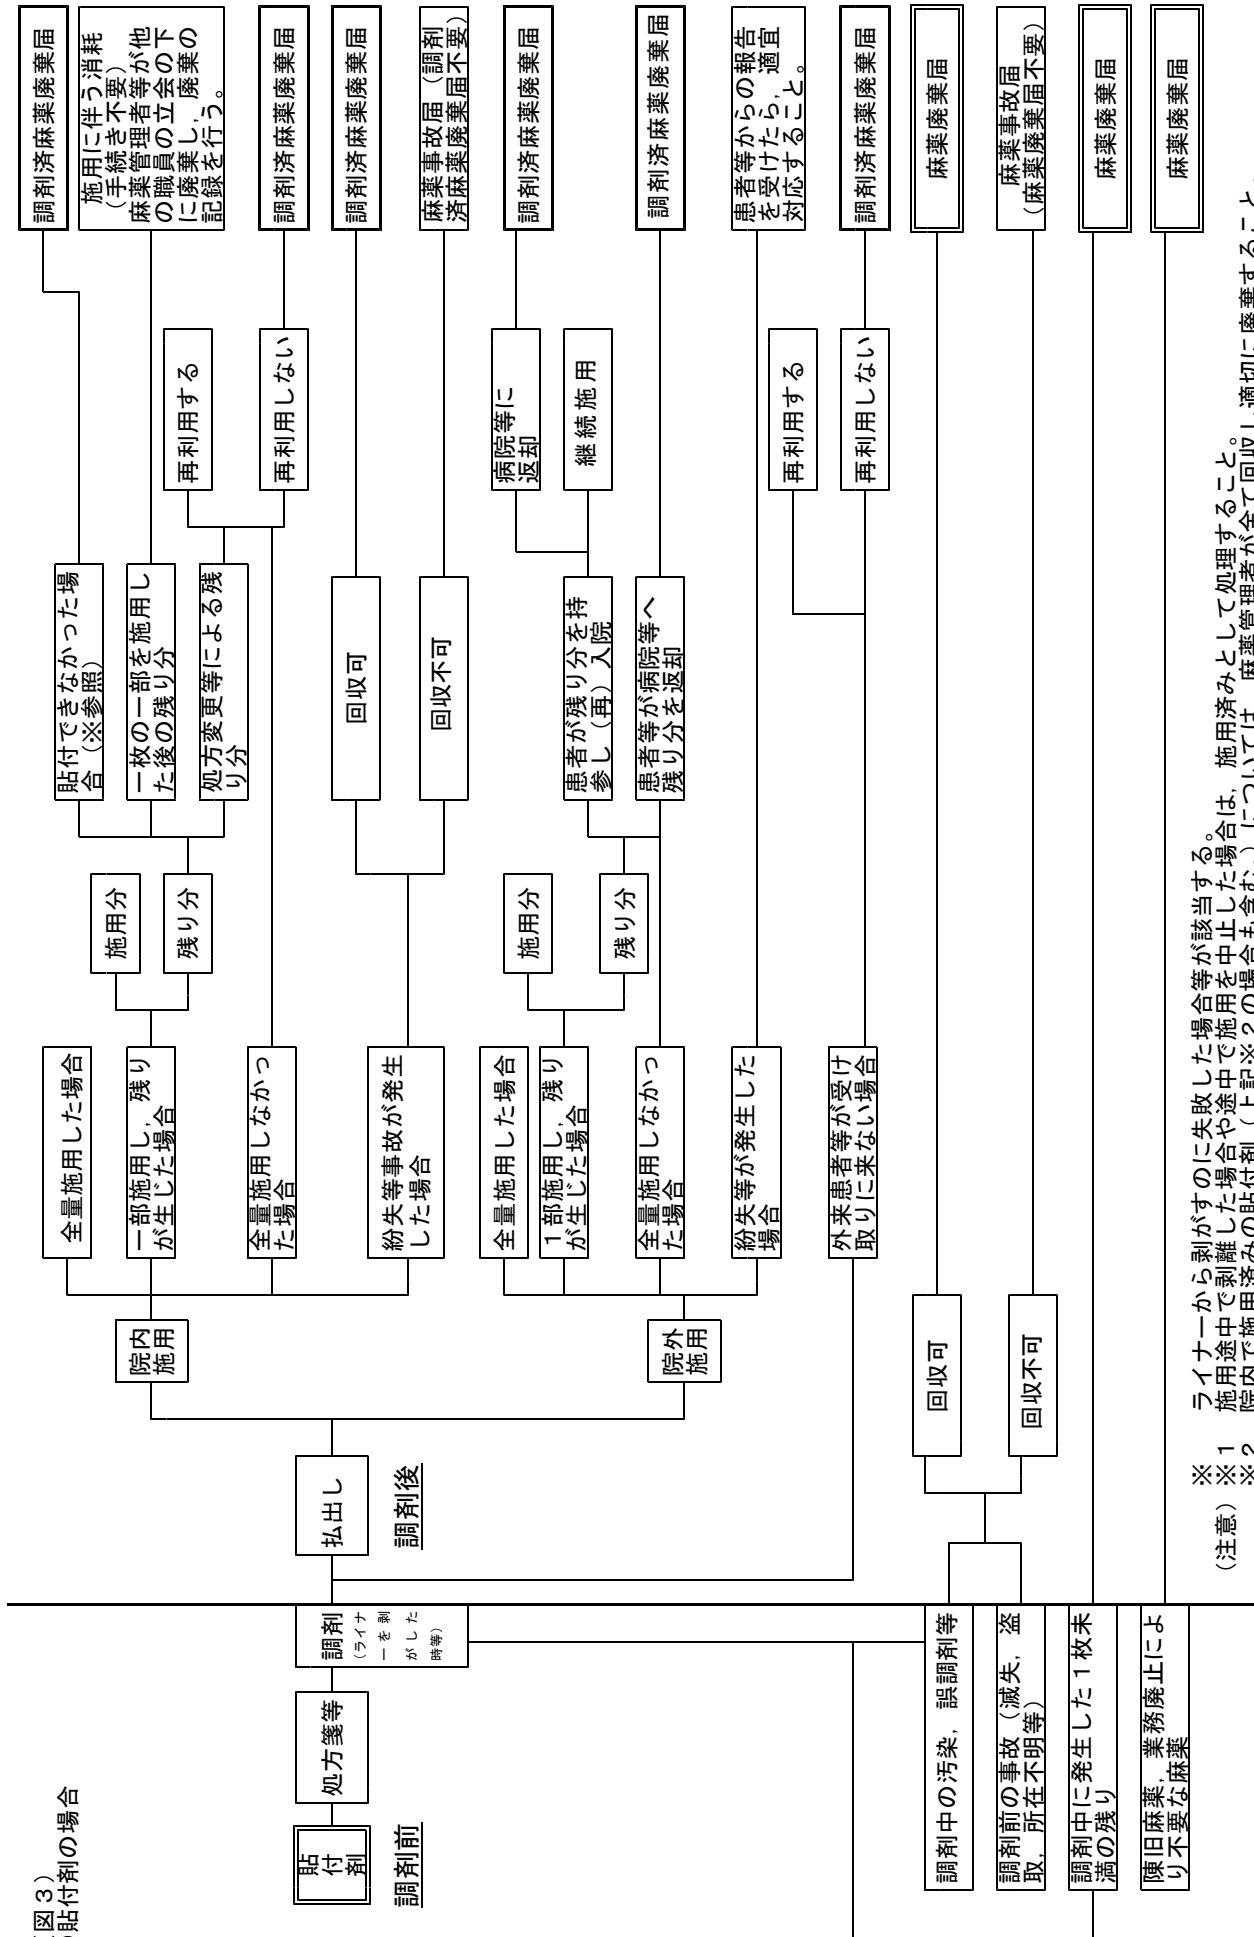 図３）
貼付剤の場合
貼
付
剤
調剤前
処方箋等
調剤
（ライナ
ーを剥
がした
時等）
払出し
調剤後
院内
施用
全量施用した場合
一部施用し，残り
が生じた場合
施用分
残り分
貼付できなかった場
合（※参照）
調剤済麻薬廃棄届
一枚の一部を施用し
た後の残り分
施用に伴う消耗
（手続き不要）
麻薬管理者等が他
の職員の立会の下
に廃棄し，廃棄の
記録を行う。
処方変更等による残
り分
全量施用しなかっ
た場合
再利用する
再利用しない
調剤済麻薬廃棄届
紛失等事故が発生
した場合
回収可
調剤済麻薬廃棄届
回収不可
麻薬事故届（調剤
済麻薬廃棄届不要）
院外
施用
全量施用した場合
１部施用し，残り
が生じた場合
施用分
残り分
患者が残り分を持
参し（再）入院
病院等に
返却
調剤済麻薬廃棄届
継続施用
全量施用しなかっ
た場合
患者等が病院等へ
残り分を返却
調剤済麻薬廃棄届
紛失等が発生した
場合
患者等からの報告
を受けたら，適宜
対応すること。
外来患者等が受け
取りに来ない場合
再利用する
再利用しない
調剤済麻薬廃棄届
調剤中の汚染，誤調剤等
回収可
麻薬廃棄届
調剤前の事故（滅失，盗
取，所在不明等）
回収不可
麻薬事故届
（麻薬廃棄届不要）
調剤中に発生した１枚未
満の残り
麻薬廃棄届
陳旧麻薬，業務廃止によ
り不要な麻薬
麻薬廃棄届
（注意）
※　ライナーから剥がすのに失敗した場合等が該当する。
※１　施用途中で剥離した場合や途中で施用を中止した場合は，施用済みとして処理すること。
※２　院内で施用済みの貼付剤（上記※２の場合も含む。）については，麻薬管理者が全て回収し適切に廃棄すること。